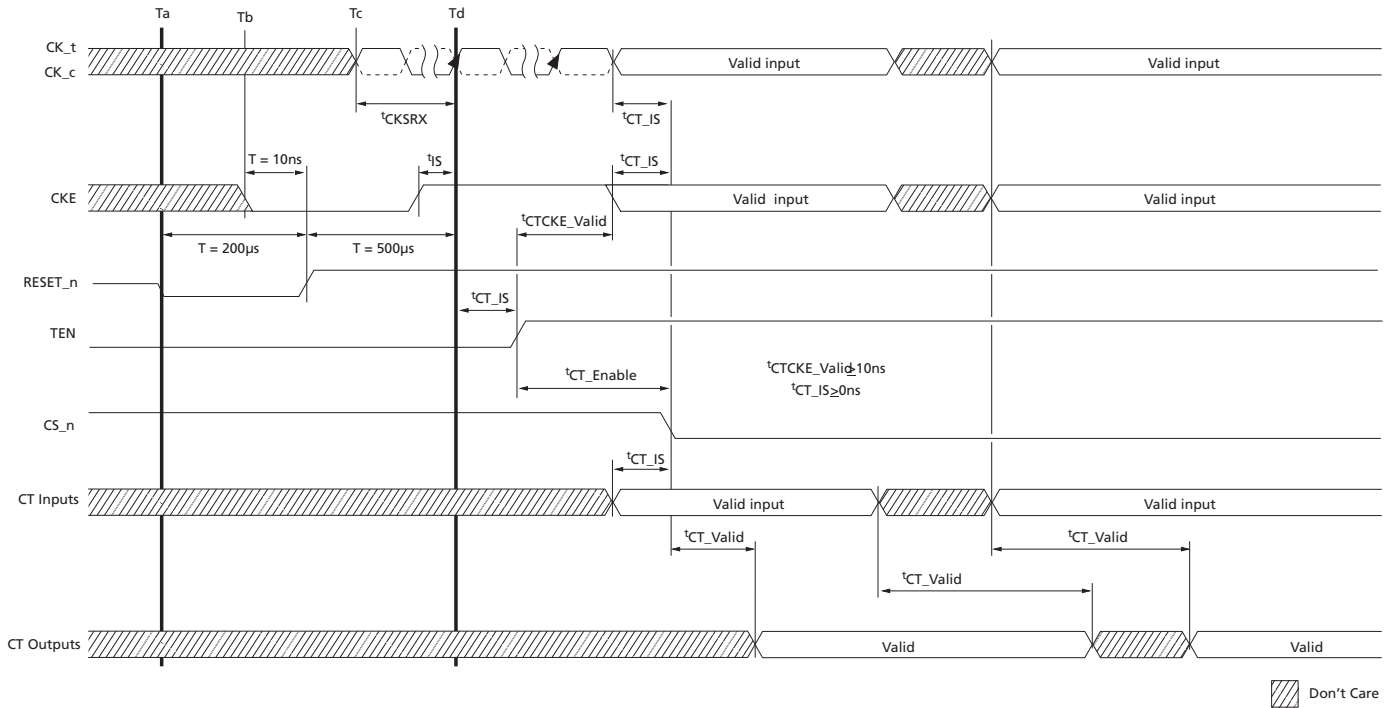 Ta Tb Tc Td
CK_t
CK_c
Valid input Valid input
tCKSRX tCT_IS
T = 10ns tIS tCT_IS
CKE Valid input Valid input
tCTCKE_Valid
T = 200µs T = 500µs
RESET_n
tCT_IS
TEN
tCT_Enable tCTCKE_Valid≥10ns
tCT_IS≥0ns
CS_n
tCT_IS
CT Inputs Valid input Valid input
tCT_Valid tCT_Valid
tCT_Valid
CT Outputs Valid Valid
Don't Care